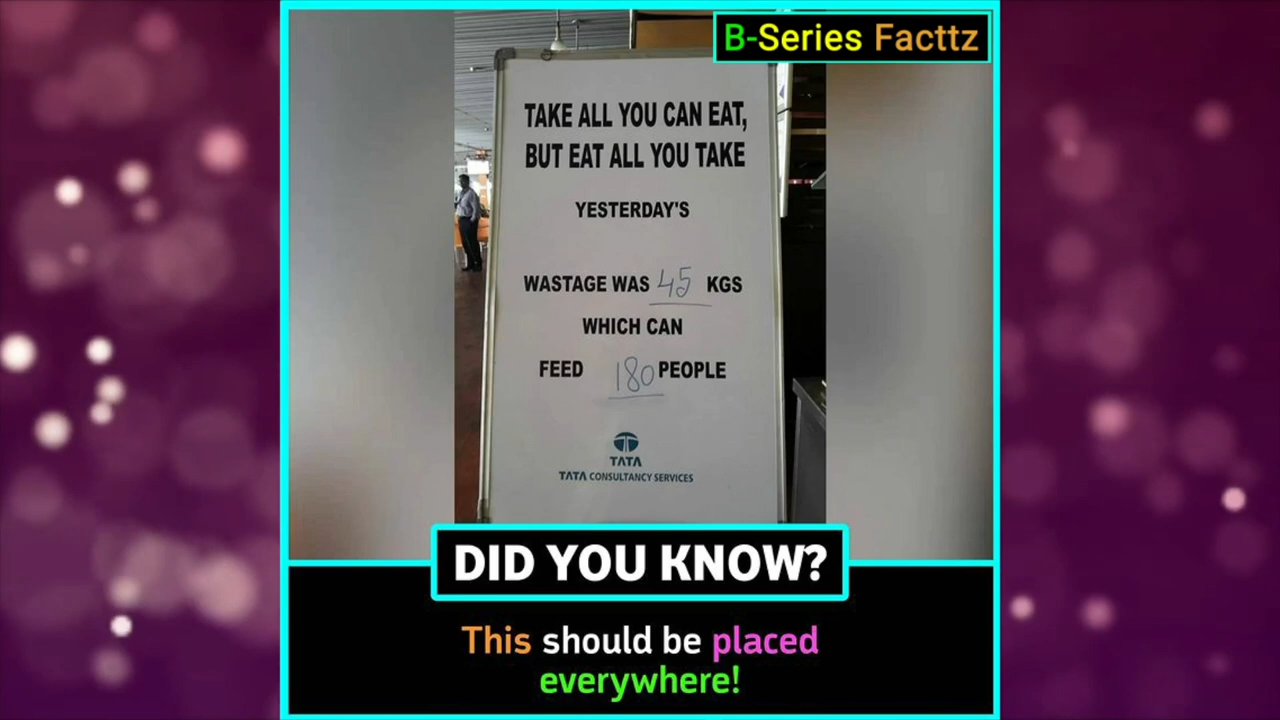 B-Series Facttz
TAKE ALL YOU CAN EAT,
BUT EAT ALL YOU TAKE
YESTERDAY'S
WASTAGE WAS 45 KGS
WHICH CAN
FEED 180 PEOPLE
TATA
TATA CONSULTANCY SERVICES
DID YOU KNOW?
This should be placed
everywhere!